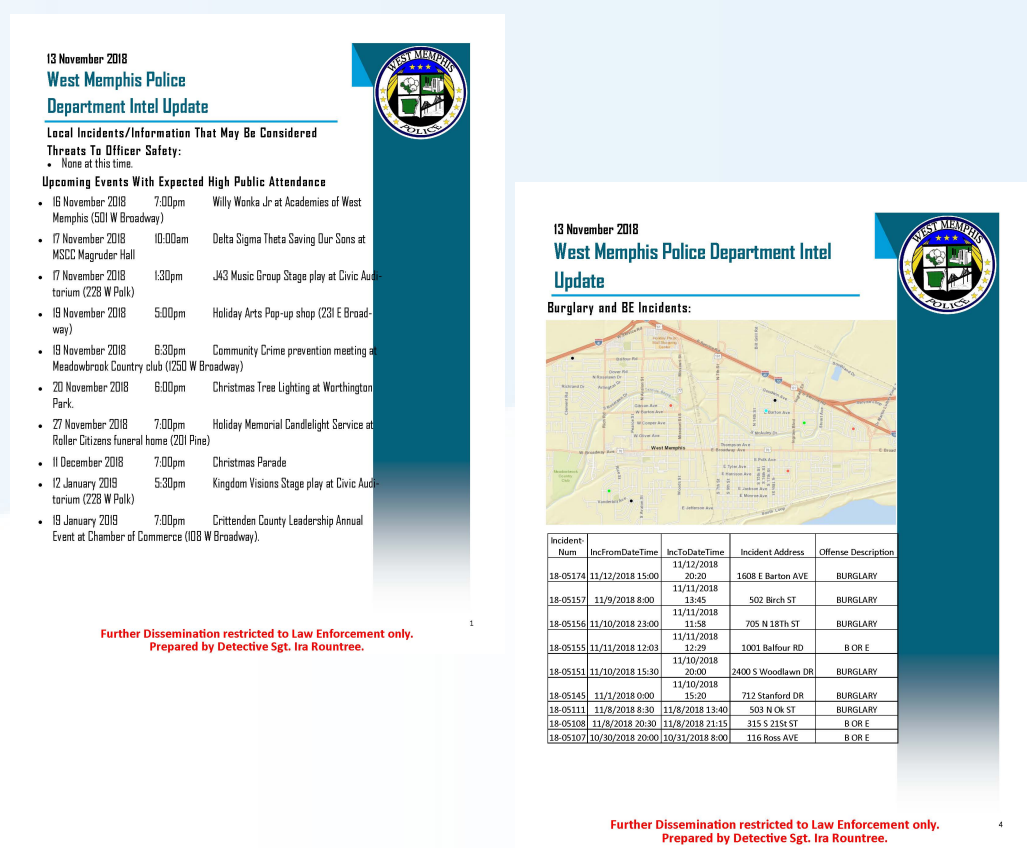 13 November 2018
West Memphis Police
Department Intel Update
WEST MEMPHIS
POLICE
Local Incidents/Information That May Be Considered
Threats To Officer Safety:
• None at this time.
Upcoming Events With Expected High Public Attendance
• 16 November 2018 7:00pm Willy Wonka Jr at Academies of West
Memphis (501 W Broadway)
• 17 November 2018 10:00am Delta Sigma Theta Saving Our Sons at
MSCC Magruder Hall
• 17 November 2018 1:30pm J43 Music Group Stage play at Civic Audi-
torium (228 W Polk)
• 19 November 2018 5:00pm Holiday Arts Pop-up shop (231 E Broad-
way)
• 19 November 2018 6:30pm Community Crime prevention meeting at
Meadowbrook Country club (1250 W Broadway)
• 20 November 2018 6:00pm Christmas Tree Lighting at Worthington
Park.
• 27 November 2018 7:00pm Holiday Memorial Candlelight Service at
Roller Citizens funeral home (201 Pine)
• 11 December 2018 7:00pm Christmas Parade
• 12 January 2019 5:30pm Kingdom Visions Stage play at Civic Audi-
torium (228 W Polk)
• 19 January 2019 7:00pm Crittenden County Leadership Annual
Event at Chamber of Commerce (108 W Broadway).
1
Further Dissemination restricted to Law Enforcement only.
Prepared by Detective Sgt. Ira Rountree.
13 November 2018
West Memphis Police Department Intel
Update
WEST MEMPHIS
POLICE
Burglary and BE Incidents:
West Memphis
Incident-
Num IncFromDateTime IncToDateTime Incident Address Offense Description
18-05174 11/12/2018 15:00 11/12/2018 20:20 1608 E Barton AVE BURGLARY
18-05157 11/9/2018 8:00 11/11/2018 13:45 502 Birch ST BURGLARY
18-05156 11/10/2018 23:00 11/11/2018 11:58 705 N 18Th ST BURGLARY
18-05155 11/11/2018 12:03 11/11/2018 12:29 1001 Balfour RD B OR E
18-05151 11/10/2018 15:30 11/10/2018 20:00 2400 S Woodlawn DR BURGLARY
18-05145 11/1/2018 0:00 11/10/2018 15:20 712 Stanford DR BURGLARY
18-05111 11/8/2018 8:30 11/8/2018 13:40 503 N Ok ST BURGLARY
18-05108 11/8/2018 20:30 11/8/2018 21:15 315 S 21St ST B OR E
18-05107 10/30/2018 20:00 10/31/2018 8:00 116 Ross AVE B OR E
Further Dissemination restricted to Law Enforcement only.
Prepared by Detective Sgt. Ira Rountree.
4